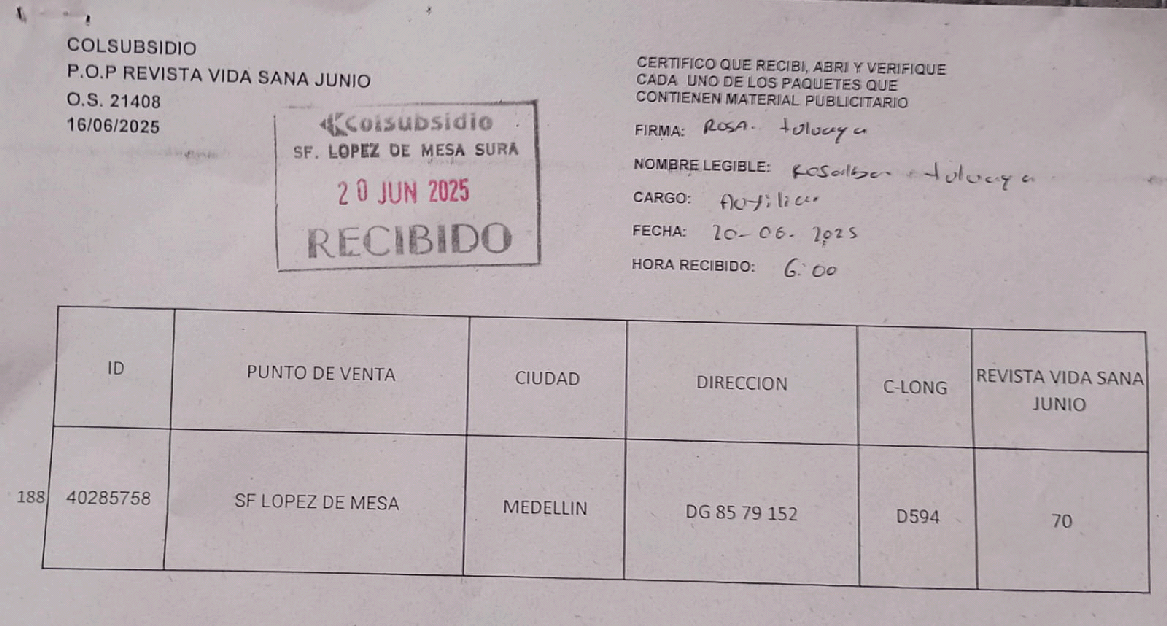 COLSUBSIDIO
P.O.P REVISTA VIDA SANA JUNIO
O.S. 21408
16/06/2025
Colsubsidio
SF. LOPEZ DE MESA SURA
20 JUN 2025
RECIBIDO
CERTIFICO QUE RECIBI, ABRI Y VERIFIQUE
CADA UNO DE LOS PAQUETES QUE
CONTIENEN MATERIAL PUBLICITARIO
FIRMA: Rosa.
NOMBRE LEGIBLE:
CARGO:
FECHA: 20-06-2025
HORA RECIBIDO: 6:00
ID PUNTO DE VENTA CIUDAD DIRECCION C-LONG REVISTA VIDA SANA
JUNIO
188 40285758 SF LOPEZ DE MESA MEDELLIN DG 85 79 152 D594 70